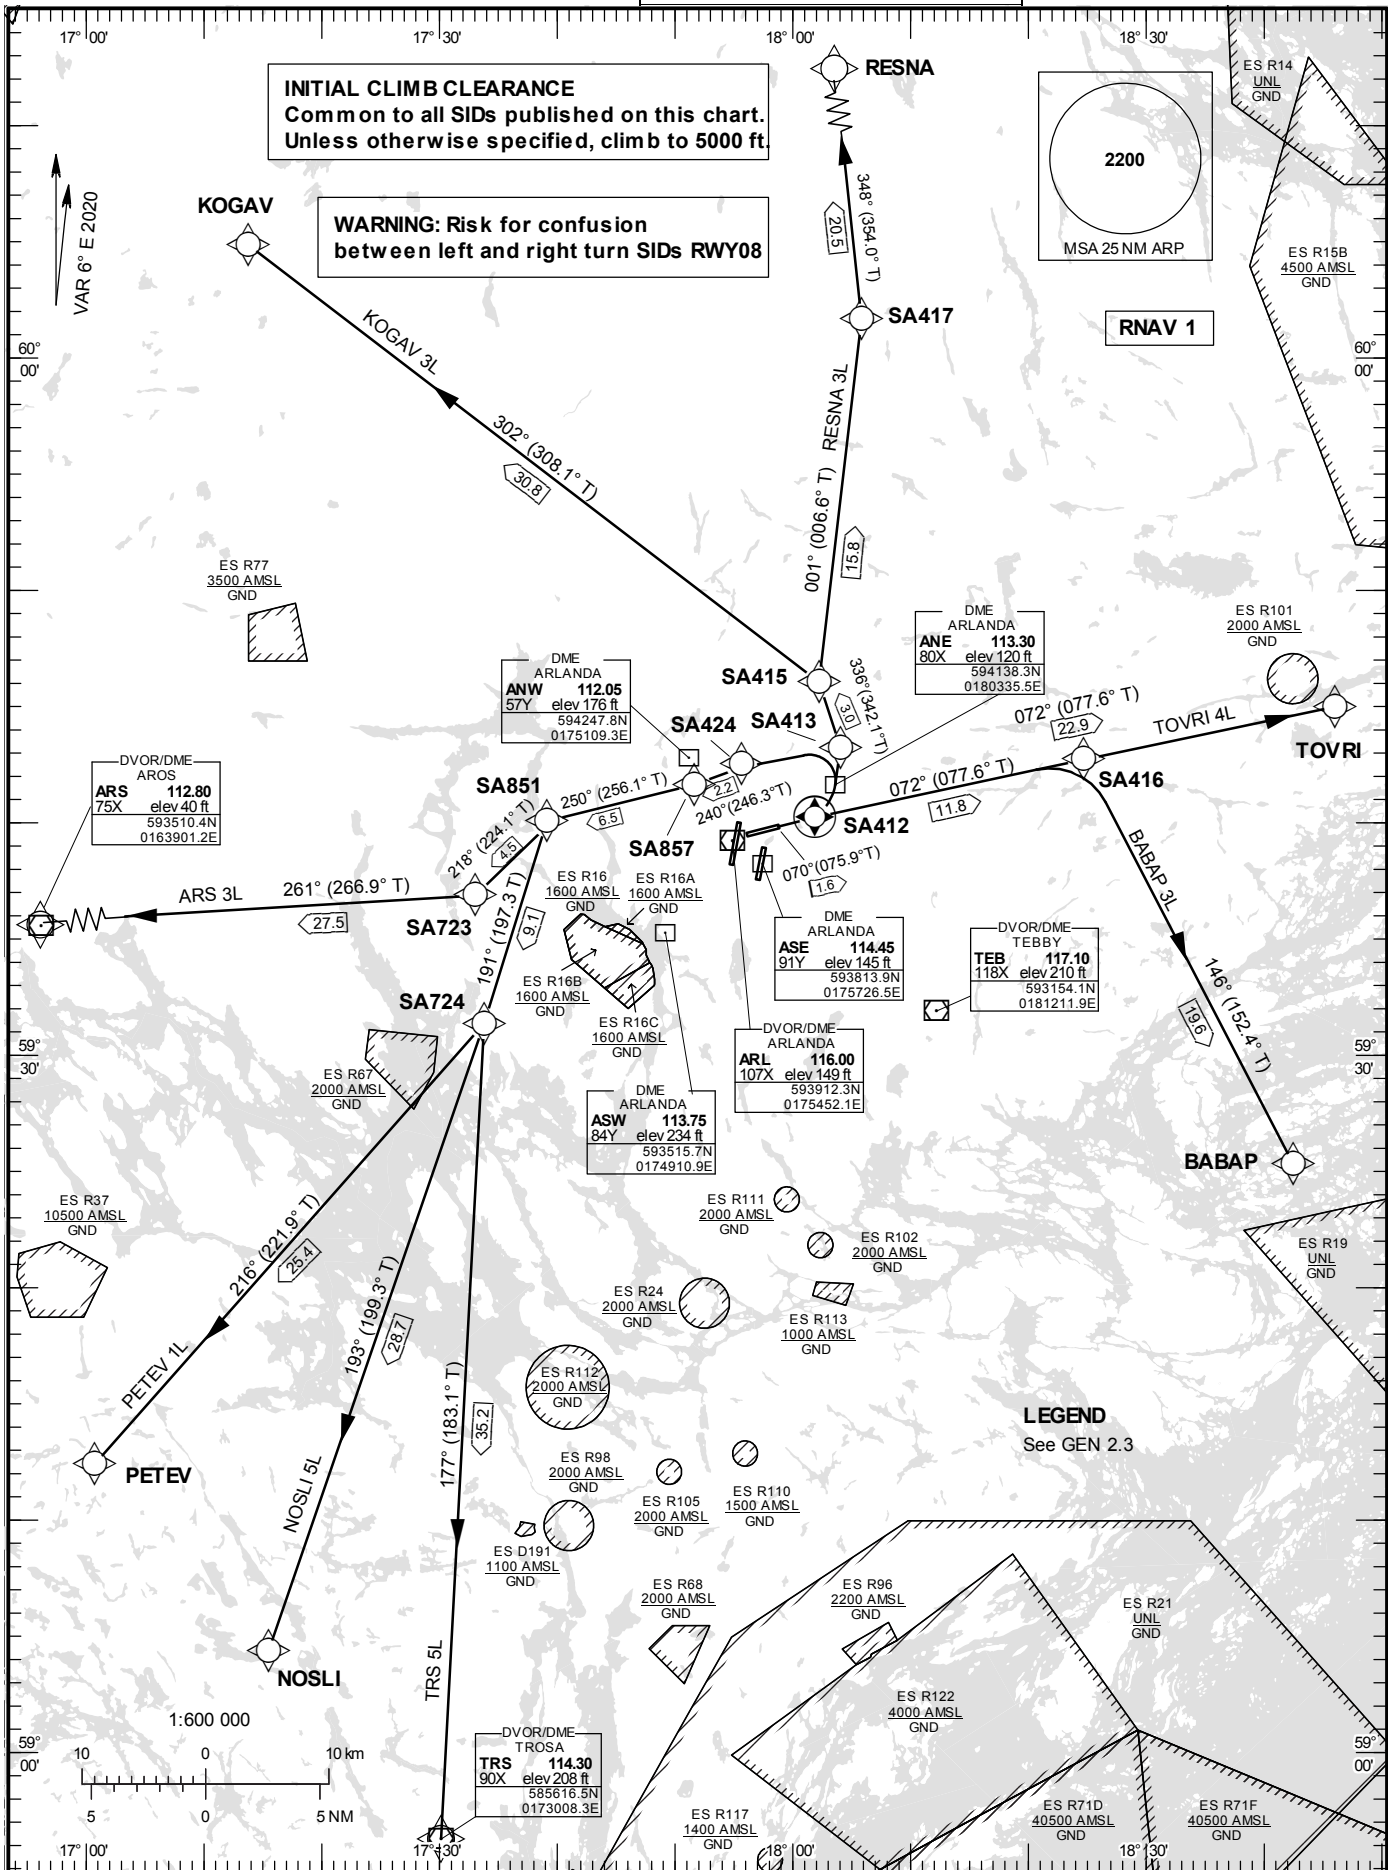 17° 00'
17° 30'
18° 00'
18° 30'
RESNA
INITIAL CLIMB CLEARANCE
Common to all SIDs published on this chart.
Unless otherwise specified, climb to 5000 ft.
ES R14
UNL
GND
2200
MSA 25 NM ARP
KOGAV
WARNING: Risk for confusion
between left and right turn SIDs RWY08
VAR 6° E 2020
348° (354.0° T)
20.5
ES R15B
4500 AMSL
GND
SA417
RNAV 1
60°
00'
60°
00'
KOGAV 3L
302° (308.1° T)
30.8
RESNA 3L
001° (006.6° T)
15.8
ES R77
3500 AMSL
GND
DME
ARLANDA
ANE 113.30
80X elev 120 ft
594138.3N
0180335.5E
ES R101
2000 AMSL
GND
DME
ARLANDA
ANW 112.05
57Y elev 176 ft
594247.8N
0175109.3E
SA415
336° (342.1° T)
3.0
SA424
SA413
072° (077.6° T)
22.9
TOVRI 4L
TOVRI
DVOR/DME
AROS
ARS 112.80
75X elev 40 ft
593510.4N
0163901.2E
SA851
250° (256.1° T)
6.5
2.2
240° (246.3° T)
072° (077.6° T)
11.8
SA416
SA412
SA857
218° (224.1° T)
4.5
070° (075.9°T)
1.6
BABAP 3L
ARS 3L
261° (266.9° T)
27.5
SA723
191° (197.3 T)
9.1
ES R16
1600 AMSL
GND
ES R16A
1600 AMSL
GND
DME
ARLANDA
ASE 114.45
91Y elev 145 ft
593813.9N
0175726.5E
DVOR/DME
TEBBY
TEB 117.10
118X elev 210 ft
593154.1N
0181211.9E
146° (152.4° T)
19.6
ES R16B
1600 AMSL
GND
SA724
ES R16C
1600 AMSL
GND
DVOR/DME
ARLANDA
ARL 116.00
107X elev 149 ft
593912.3N
0175452.1E
59°
30'
59°
30'
ES R67
2000 AMSL
GND
DME
ARLANDA
ASW 113.75
84Y elev 234 ft
593515.7N
0174910.9E
BABAP
ES R37
10500 AMSL
GND
ES R111
2000 AMSL
GND
ES R102
2000 AMSL
GND
ES R19
UNL
GND
216° (221.9° T)
25.4
193° (199.3° T)
28.7
ES R24
2000 AMSL
GND
ES R113
1000 AMSL
GND
PETEV 1L
177° (183.1° T)
35.2
ES R112
2000 AMSL
GND
LEGEND
See GEN 2.3
PETEV
NOSLI 5L
ES R98
2000 AMSL
GND
ES R105
2000 AMSL
GND
ES R110
1500 AMSL
GND
ES D191
1100 AMSL
GND
ES R68
2000 AMSL
GND
ES R96
2200 AMSL
GND
ES R21
UNL
GND
TRS 5L
NOSLI
ES R122
4000 AMSL
GND
1:600 000
10 0 10 km
5 0 5 NM
DVOR/DME
TROSA
TRS 114.30
90X elev 208 ft
585616.5N
0173008.3E
59°
00'
59°
00'
ES R117
1400 AMSL
GND
ES R71D
40500 AMSL
GND
ES R71F
40500 AMSL
GND
17° 00'
17° 30'
18° 00'
18° 30'